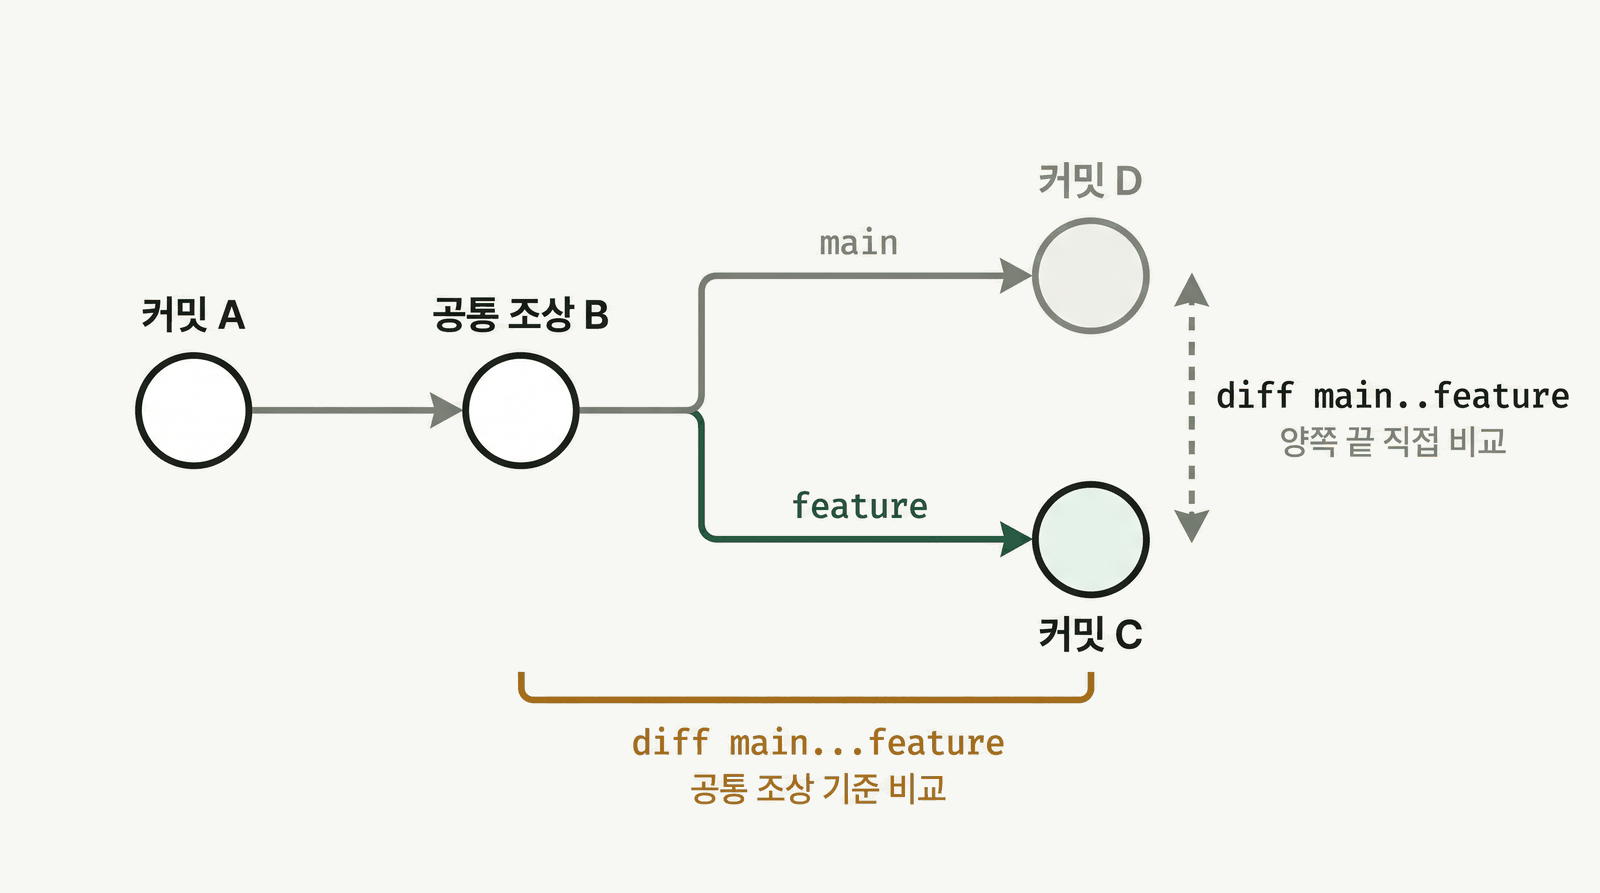 커밋 D
main
커밋 A
공통 조상 B
diff main..feature
양쪽 끝 직접 비교
feature
커밋 C
diff main...feature
공통 조상 기준 비교